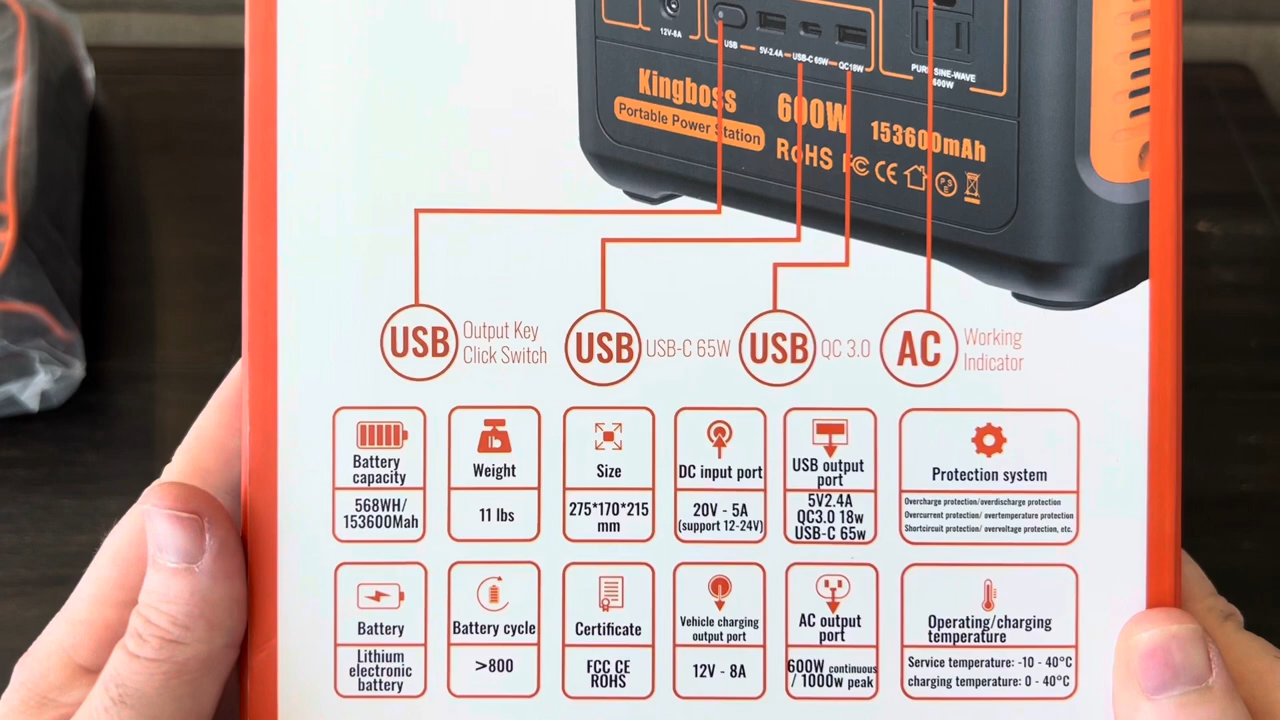 12V-8A
USB
5V-2.4A
USB-C 65W
QC18W
PURE SINE-WAVE
600W
Kingboss
Portable Power Station
600W
153600mAh
RoHS FC CE
USB
Output Key
Click Switch
USB
USB-C 65W
USB
QC 3.0
AC
Working
Indicator
Battery
capacity
568WH/
153600Mah
lb
Weight
11 lbs
Size
275*170*215
mm
DC input port
20V - 5A
(support 12-24V)
USB output
port
5V2.4A
QC3.0 18w
USB-C 65w
Protection system
Overcharge protection/overdischarge protection
Overcurrent protection/ overtemperature protection
Shortcircuit protection/ overvoltage protection, etc.
Battery
Lithium
electronic
battery
Battery cycle
>800
Certificate
FCC CE
ROHS
Vehicle charging
output port
12V - 8A
AC output
port
600W continuous
/ 1000w peak
Operating/charging
temperature
Service temperature: -10 - 40°C
charging temperature: 0 - 40°C